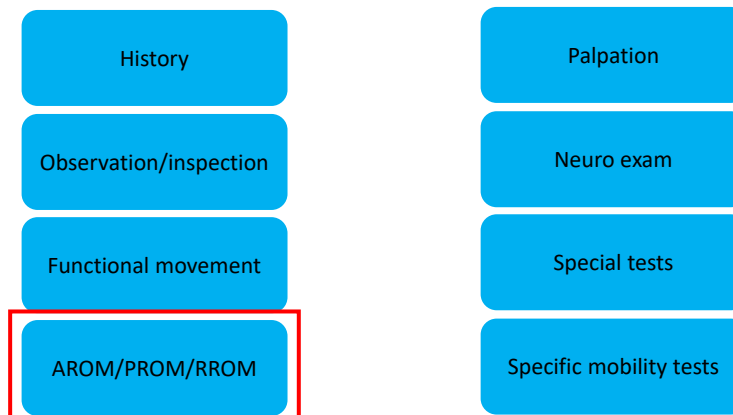 History
Observation/inspection
Functional movement
AROM/PROM/RROM
Palpation
Neuro exam
Special tests
Specific mobility tests